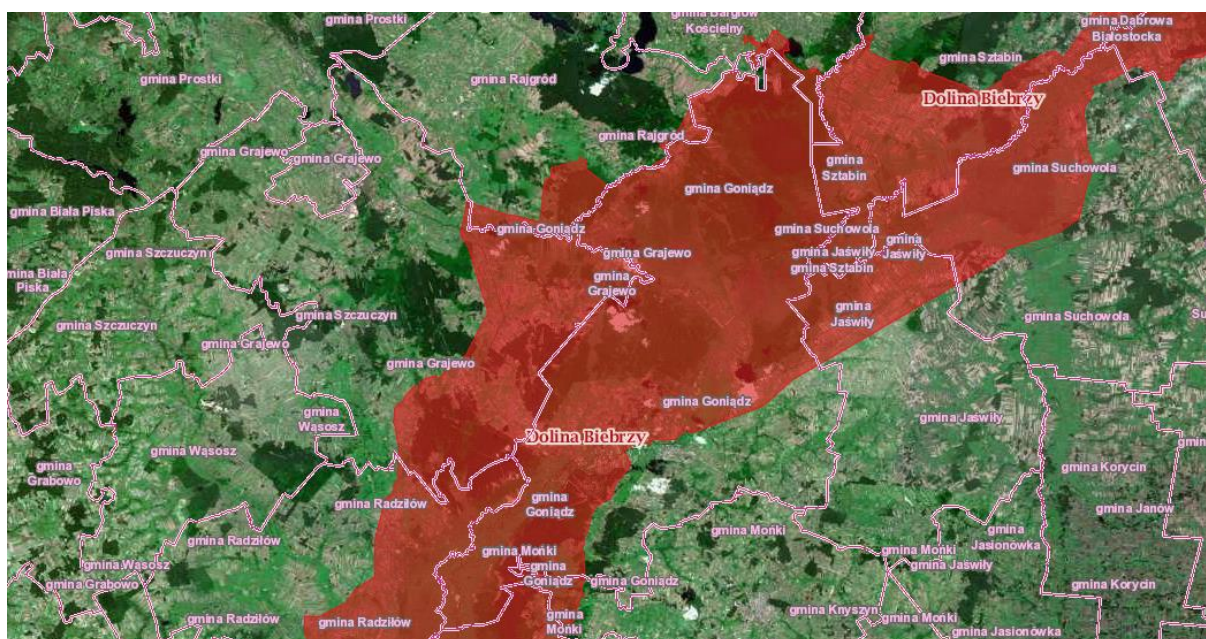 gmina Prostki
gmina Bargłów
Kościelny
gmina Dąbrowa
Białostocka
gmina Prostki
gmina Rajgród
gmina Sztabin
Dolina Biebrzy
gmina Rajgród
gmina Grajewo
gmina Grajewo
gmina
Sztabin
gmina Suchowola
gmina Goniądz
gmina Biała Piska
gmina Goniądz
gmina Suchowola
gmina Szczuczyn
gmina Grajewo
gmina Jaświły
gmina
Jaświły
gmina Sztabin
gmina Biała
Piska
gmina
Grajewo
gmina Szczuczyn
gmina Szczuczyn
gmina
Jaświły
gmina Suchowola
gmina Grajewo
gmina Grajewo
gmina Goniądz
gmina
Wąsosz
gmina Jaświły
Dolina Biebrzy
gmina Wąsosz
gmina
Grabowo
gmina Korycin
gmina Radziłów
gmina
Goniądz
gmina Janów
gmina Mońki
gmina
Jasionówka
gmina Radziłów
gmina Mońki
gmina Mońki
gmina Wąsosz
gmina
Goniądz
gmina Jaświły
gmina Grabowo
gmina Goniądz
gmina Korycin
gmina Radziłów
gmina Radziłów
gmina
Mońki
gmina Knyszyn
gmina Mońki
gmina Jasionówka